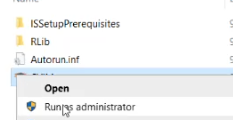 ISSetupPrerequisites
RLib
Autorun.inf
Open
Run as administrator